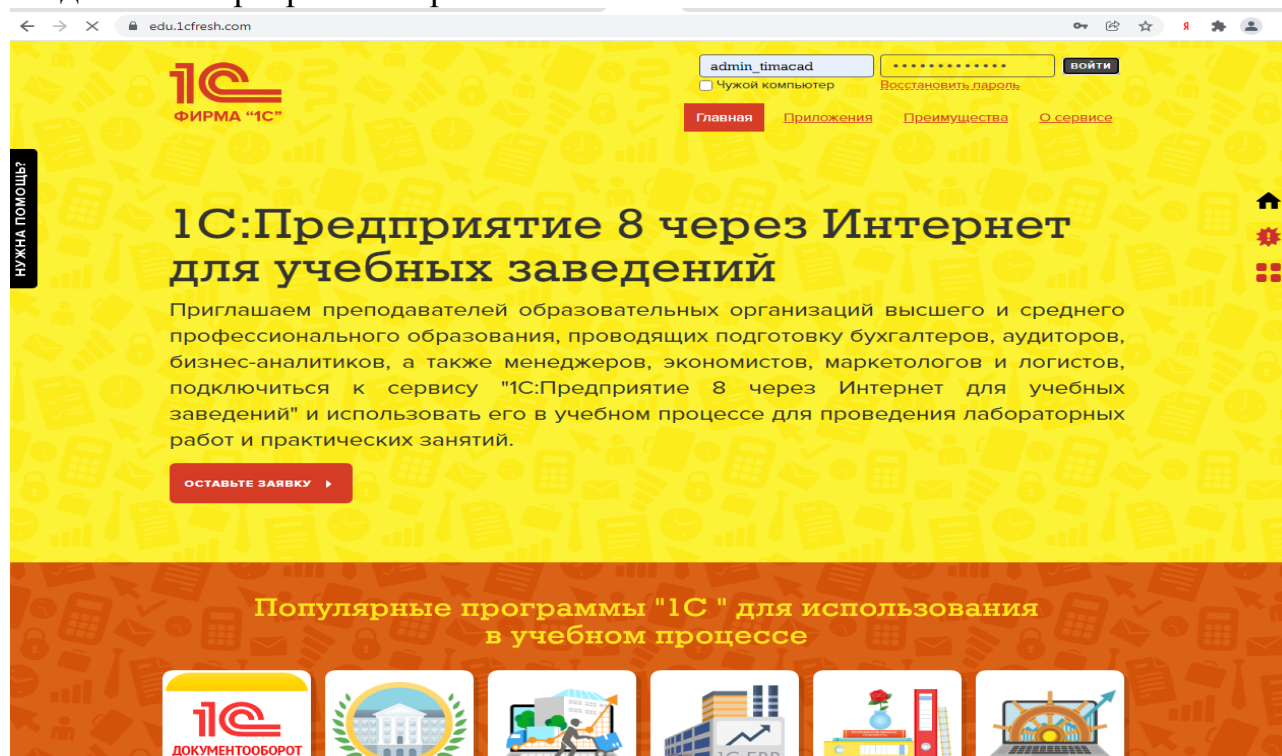 edu.1cfresh.com
Я
1С
ФИРМА "1С"
admin_timacad
ВОЙТИ
Чужой компьютер
Восстановить пароль
Главная
Приложения
Преимущества
О сервисе
НУЖНА ПОМОЩЬ?
1С:Предприятие 8 через Интернет
для учебных заведений
Приглашаем преподавателей образовательных организаций высшего и среднего
профессионального образования, проводящих подготовку бухгалтеров, аудиторов,
бизнес-аналитиков, а также менеджеров, экономистов, маркетологов и логистов,
подключиться к сервису "1С:Предприятие 8 через Интернет для учебных
заведений" и использовать его в учебном процессе для проведения лабораторных
работ и практических занятий.
ОСТАВЬТЕ ЗАЯВКУ
Популярные программы "1С " для использования
в учебном процессе
1С
ДОКУМЕНТООБОРОТ
1С:ERP